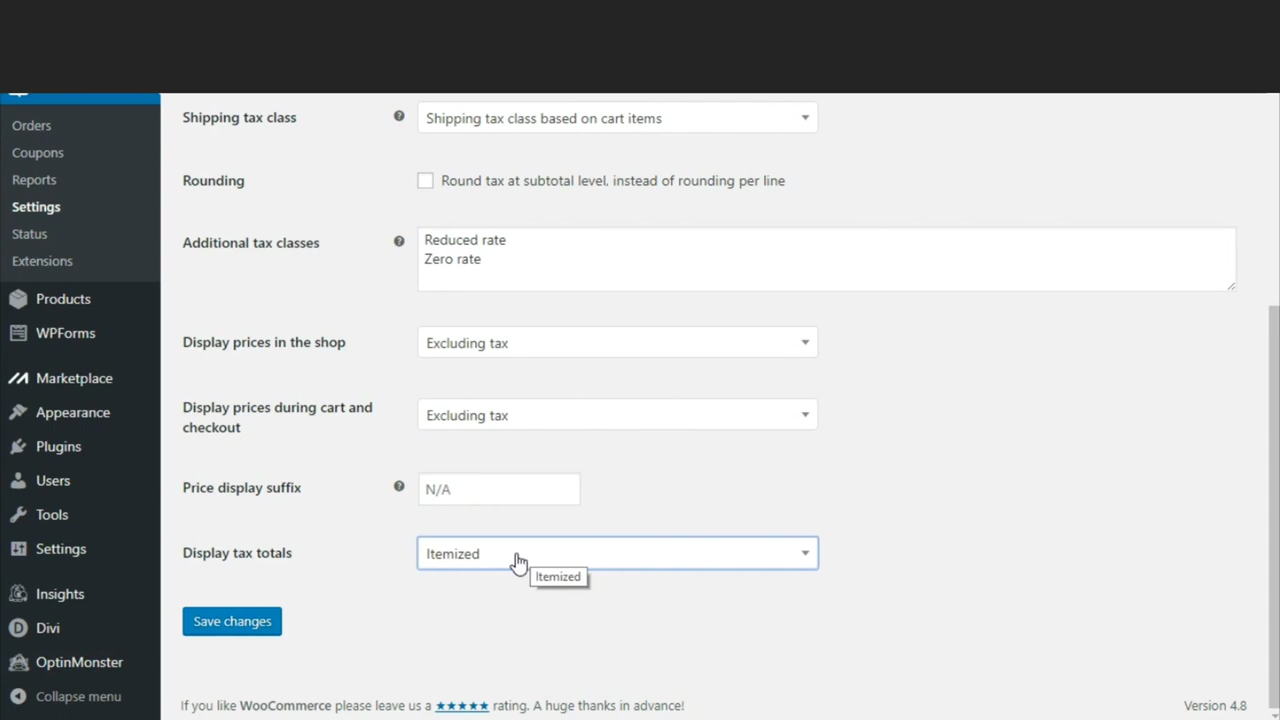 Orders
Coupons
Reports
Settings
Status
Extensions
Products
WPForms
Marketplace
Appearance
Plugins
Users
Tools
Settings
Insights
Divi
OptinMonster
Collapse menu
Shipping tax class
Shipping tax class based on cart items
Rounding
Round tax at subtotal level, instead of rounding per line
Additional tax classes
Reduced rate
Zero rate
Display prices in the shop
Excluding tax
Display prices during cart and
checkout
Excluding tax
Price display suffix
N/A
Display tax totals
Itemized
Itemized
Save changes
If you like WooCommerce please leave us a ★★★★★ rating. A huge thanks in advance!
Version 4.8